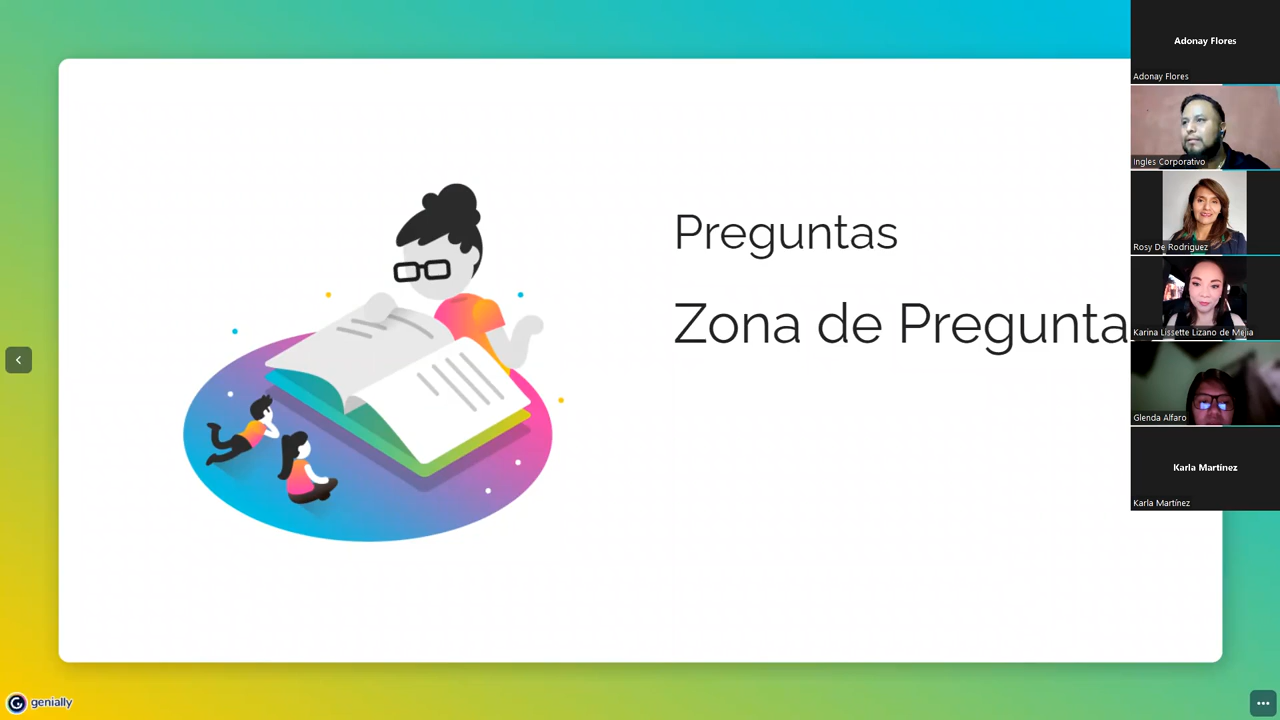 Preguntas
Zona de Pregunta
Adonay Flores
Adonay Flores
Ingles Corporativo
Rosy De Rodriguez
Karina Lissette Lizano de Mejia
Glenda Alfaro
Karla Martínez
Karla Martínez
genially